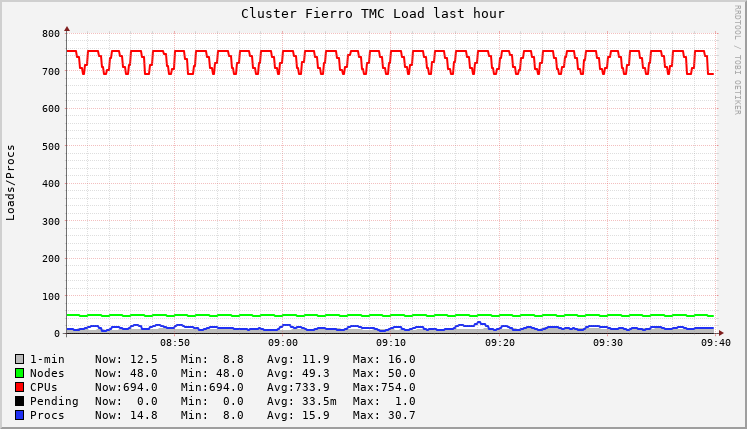 Cluster Fierro TMC Load last hour
RRDTOOL / TOBI OETIKER
Loads/Procs
800
700
600
500
400
300
200
100
0
08:50 09:00 09:10 09:20 09:30 09:40
1-min Now: 12.5 Min: 8.8 Avg: 11.9 Max: 16.0
Nodes Now: 48.0 Min: 48.0 Avg: 49.3 Max: 50.0
CPUs Now:694.0 Min:694.0 Avg:733.9 Max:754.0
Pending Now: 0.0 Min: 0.0 Avg: 33.5m Max: 1.0
Procs Now: 14.8 Min: 8.0 Avg: 15.9 Max: 30.7